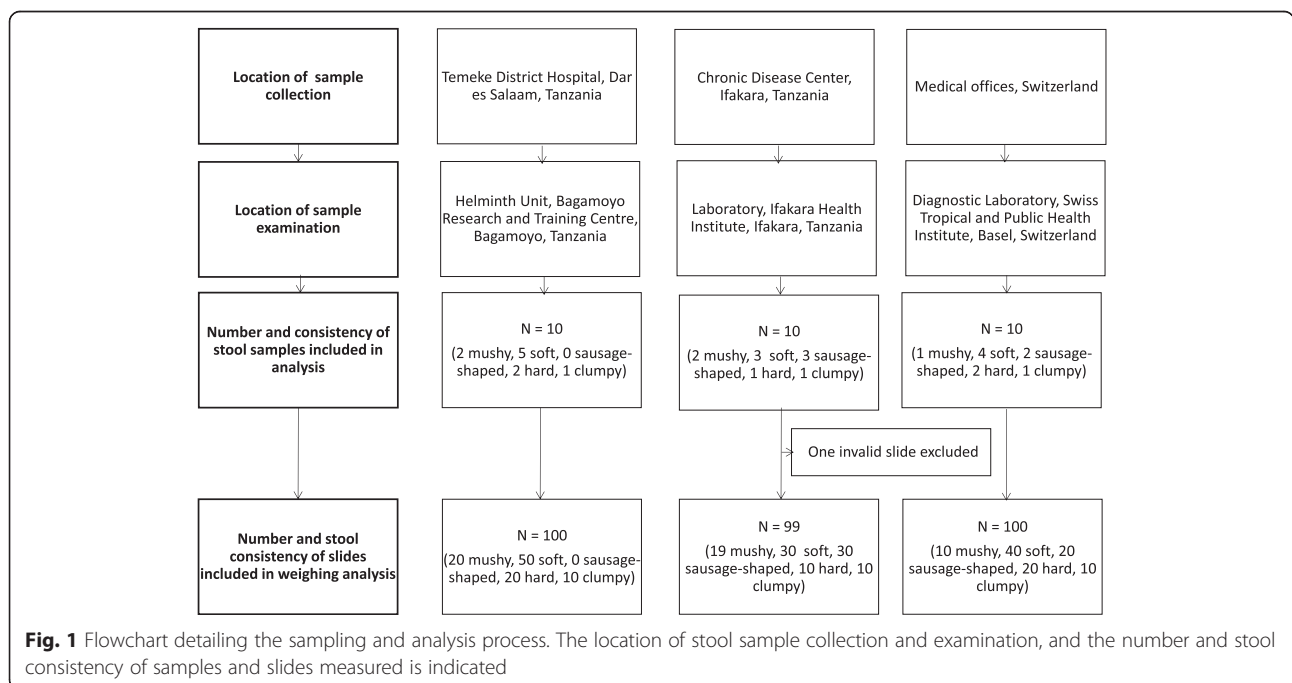 Location of sample
collection
Temeke District Hospital, Dar
es Salaam, Tanzania
Chronic Disease Center,
Ifakara, Tanzania
Medical offices, Switzerland
Location of sample
examination
Helminth Unit, Bagamoyo
Research and Training Centre,
Bagamoyo, Tanzania
Laboratory, Ifakara Health
Institute, Ifakara, Tanzania
Diagnostic Laboratory, Swiss
Tropical and Public Health
Institute, Basel, Switzerland
Number and consistency of
stool samples included in
analysis
N = 10
(2 mushy, 5 soft, 0 sausage-
shaped, 2 hard, 1 clumpy)
N = 10
(2 mushy, 3 soft, 3 sausage-
shaped, 1 hard, 1 clumpy)
N = 10
(1 mushy, 4 soft, 2 sausage-
shaped, 2 hard, 1 clumpy)
One invalid slide excluded
Number and stool
consistency of slides
included in weighing analysis
N = 100
(20 mushy, 50 soft, 0 sausage-
shaped, 20 hard, 10 clumpy)
N = 99
(19 mushy, 30 soft, 30
sausage-shaped, 10 hard, 10
clumpy)
N = 100
(10 mushy, 40 soft, 20
sausage-shaped, 20 hard, 10
clumpy)
Fig. 1 Flowchart detailing the sampling and analysis process. The location of stool sample collection and examination, and the number and stool
consistency of samples and slides measured is indicated